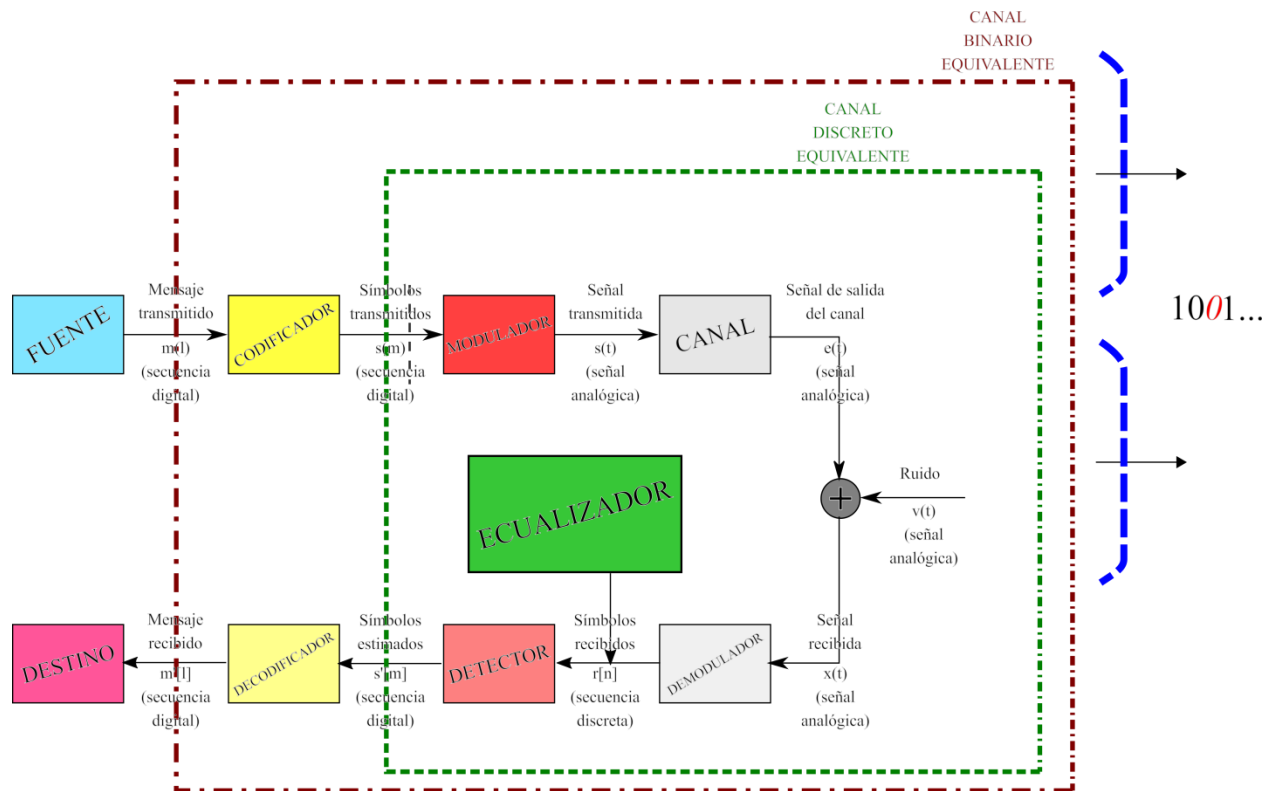 CANAL
BINARIO
EQUIVALENTE
CANAL
DISCRETO
EQUIVALENTE
FUENTE
Mensaje
transmitido
m(l)
(secuencia
digital)
CODIFICADOR
Símbolos
transmitidos
s(m)
(secuencia
digital)
MODULADOR
Señal
transmitida
s(t)
(señal
analógica)
CANAL
Señal de salida
del canal
e(t)
(señal
analógica)
1001...
ECUALIZADOR
+
Ruido
v(t)
(señal
analógica)
DESTINO
Mensaje
recibido
m'[l]
(secuencia
digital)
DECODIFICADOR
Símbolos
estimados
s'[m]
(secuencia
digital)
DETECTOR
Símbolos
recibidos
r[n]
(secuencia
discreta)
DEMODULADOR
Señal
recibida
x(t)
(señal
analógica)